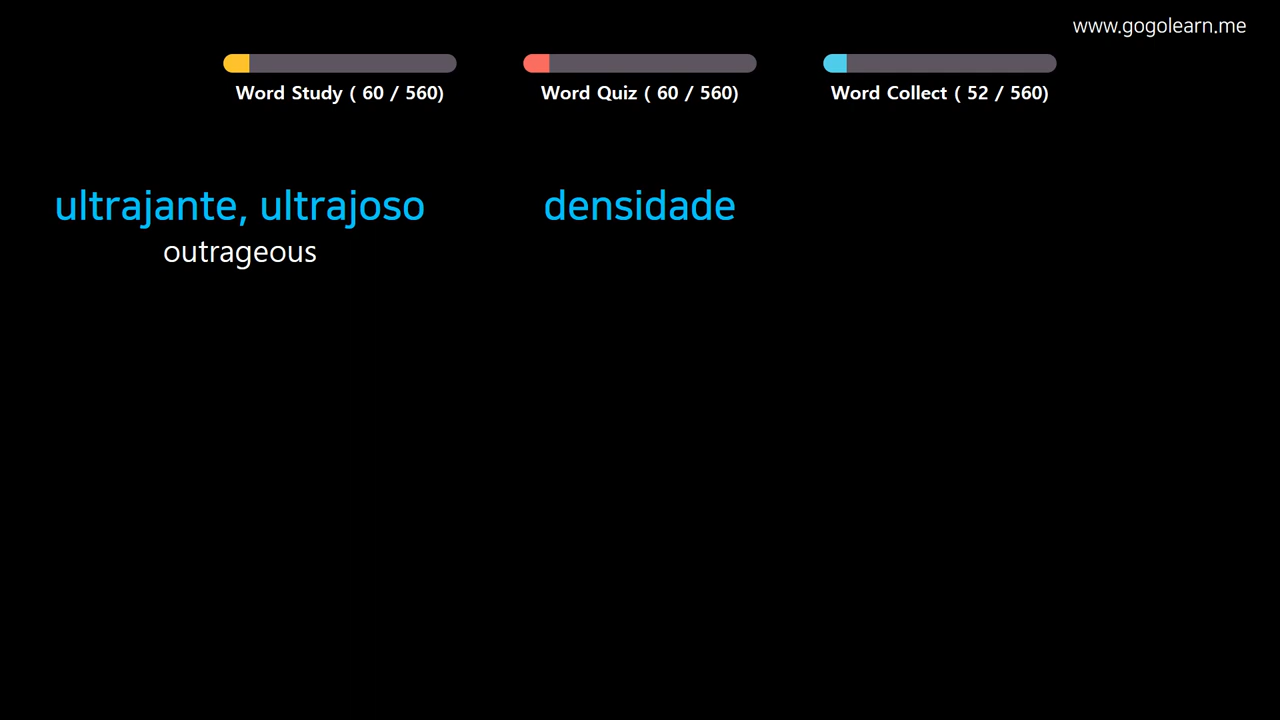 www.gogolearn.me
Word Study ( 60 / 560)
Word Quiz ( 60 / 560)
Word Collect ( 52 / 560)
ultrajante, ultrajoso
outrageous
densidade